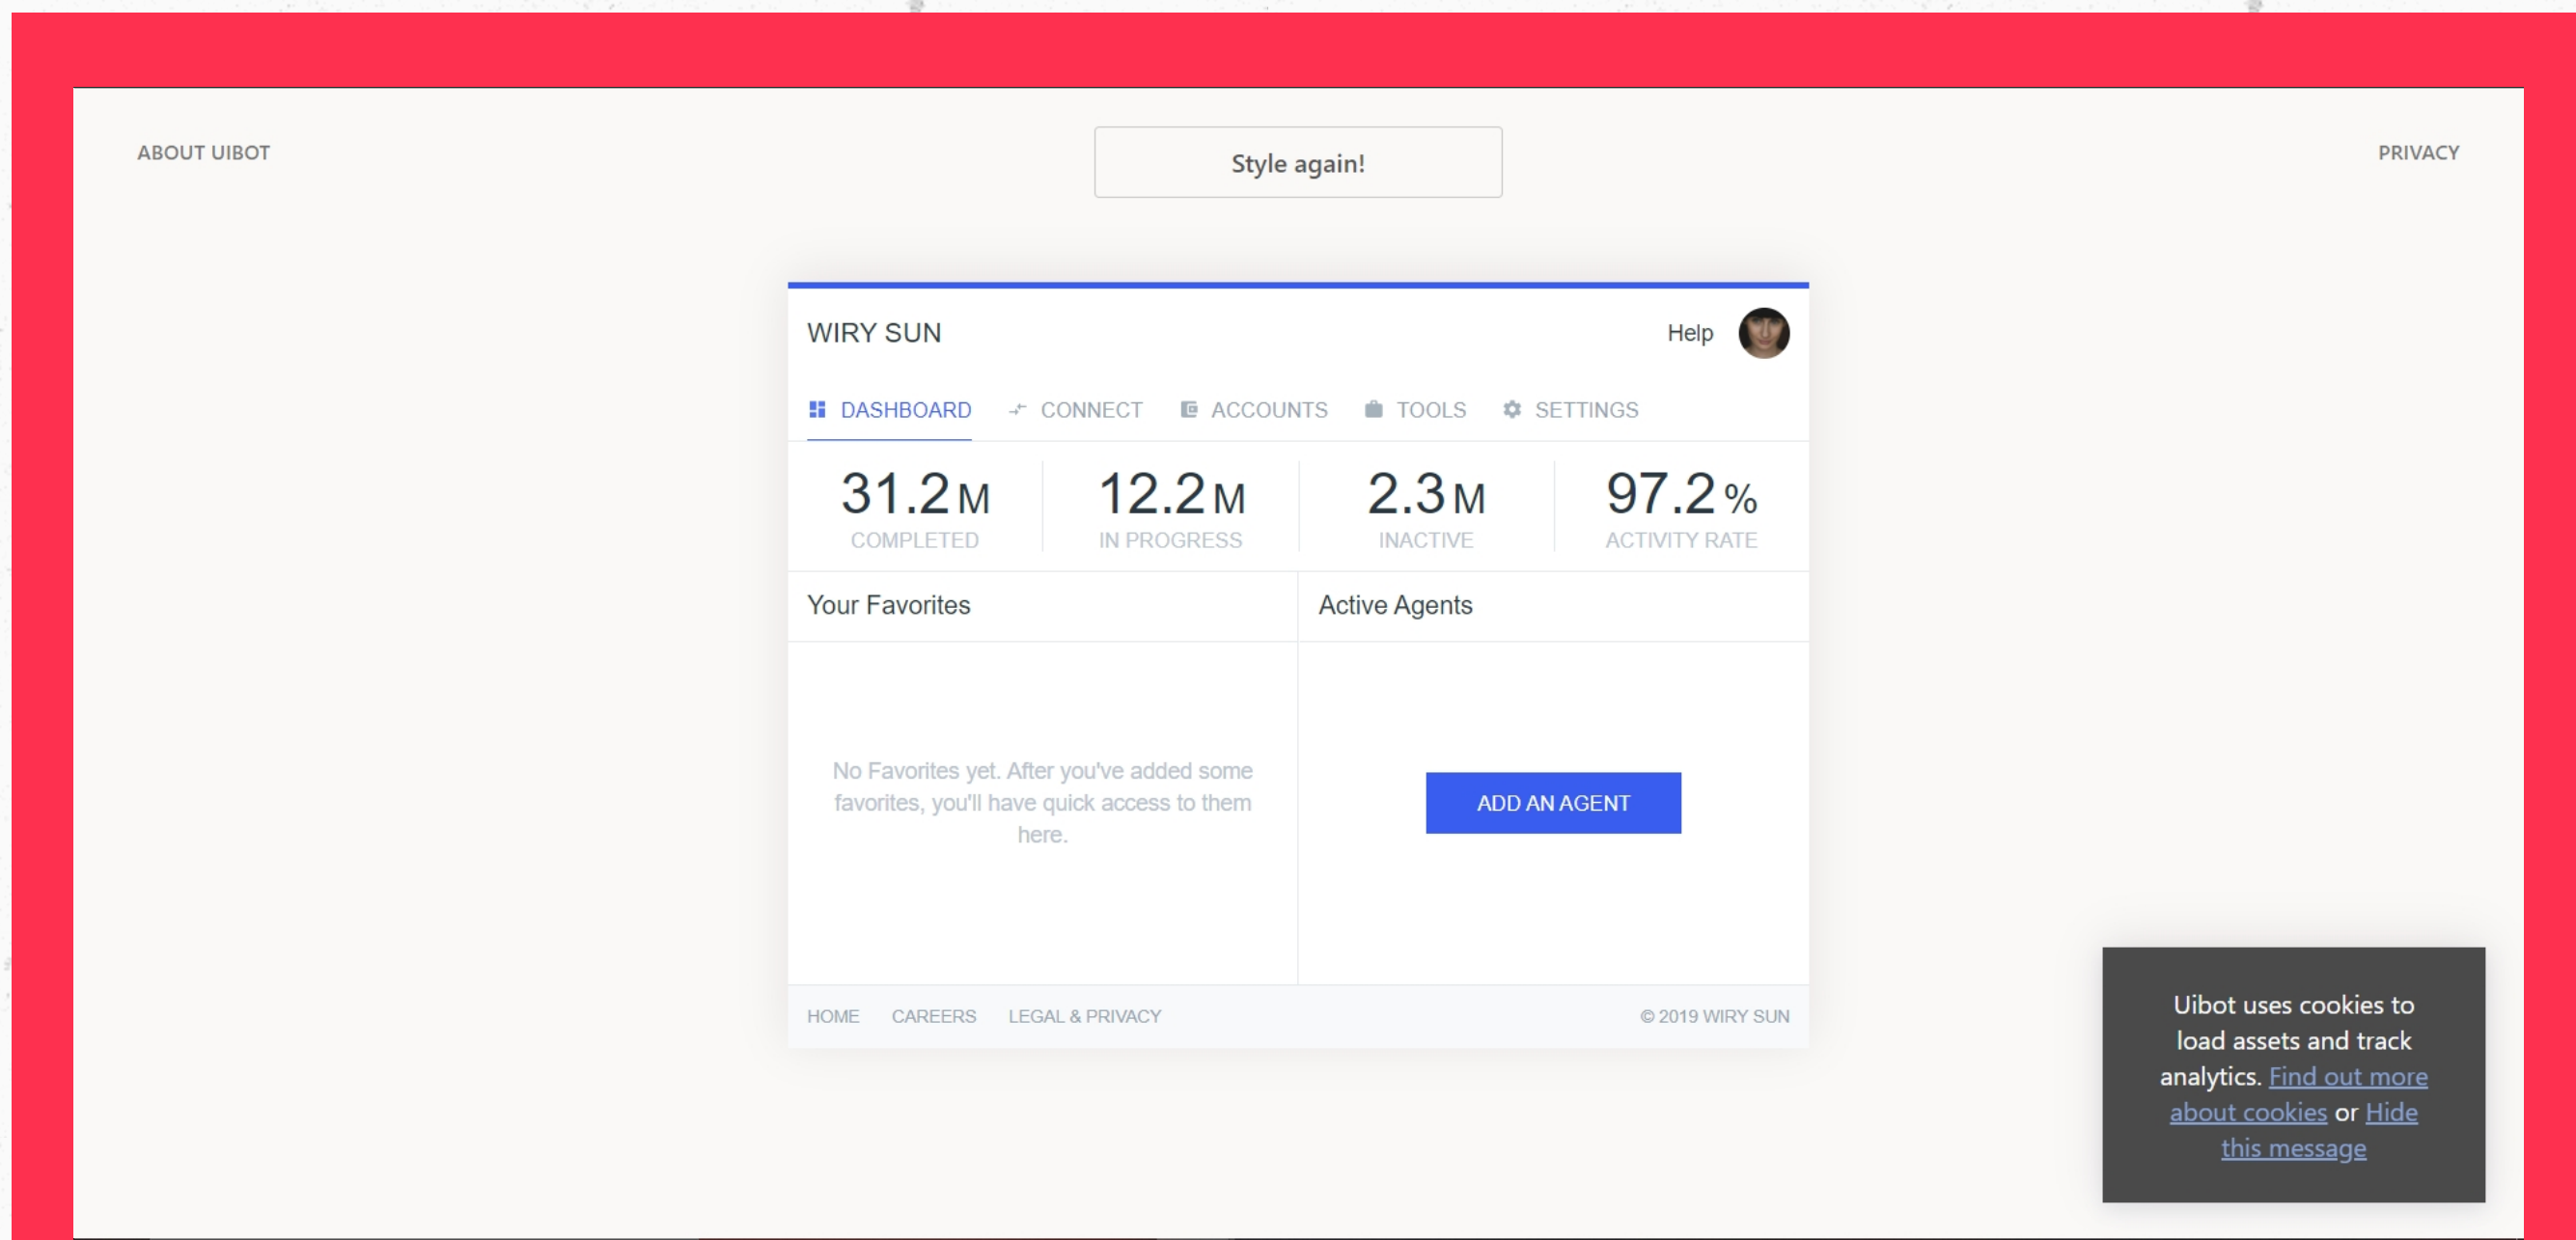 ABOUT UIBOT
Style again!
PRIVACY
WIRY SUN
Help
DASHBOARD CONNECT ACCOUNTS TOOLS SETTINGS
31.2 M 12.2 M 2.3 M 97.2 %
COMPLETED IN PROGRESS INACTIVE ACTIVITY RATE
Your Favorites
Active Agents
No Favorites yet. After you've added some
favorites, you'll have quick access to them
here.
ADD AN AGENT
HOME CAREERS LEGAL & PRIVACY
© 2019 WIRY SUN
Uibot uses cookies to
load assets and track
analytics. Find out more
about cookies or Hide
this message